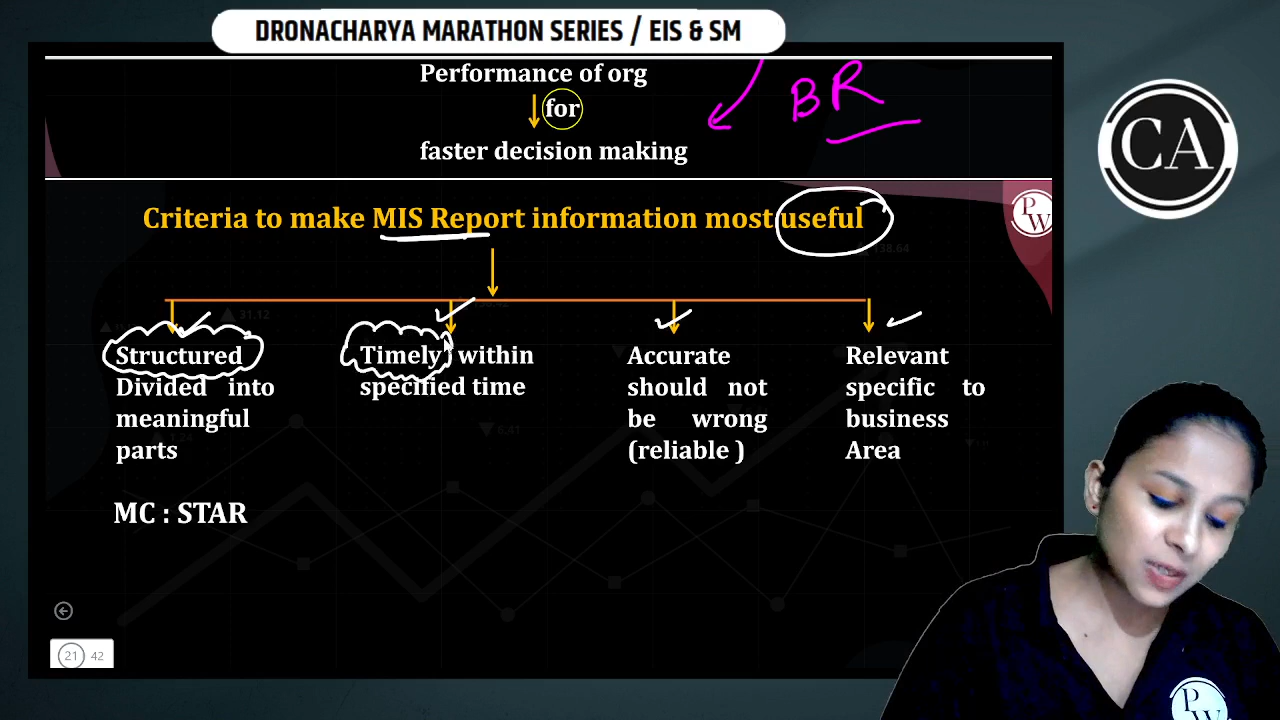 DRONACHARYA MARATHON SERIES / EIS & SM
Performance of org
for
faster decision making
BR
CA
Criteria to make MIS Report information most useful
PW
Structured
Divided into
meaningful
parts
Timely within
specified time
Accurate
should not
be wrong
(reliable )
Relevant
specific to
business
Area
MC : STAR
21 42
PW